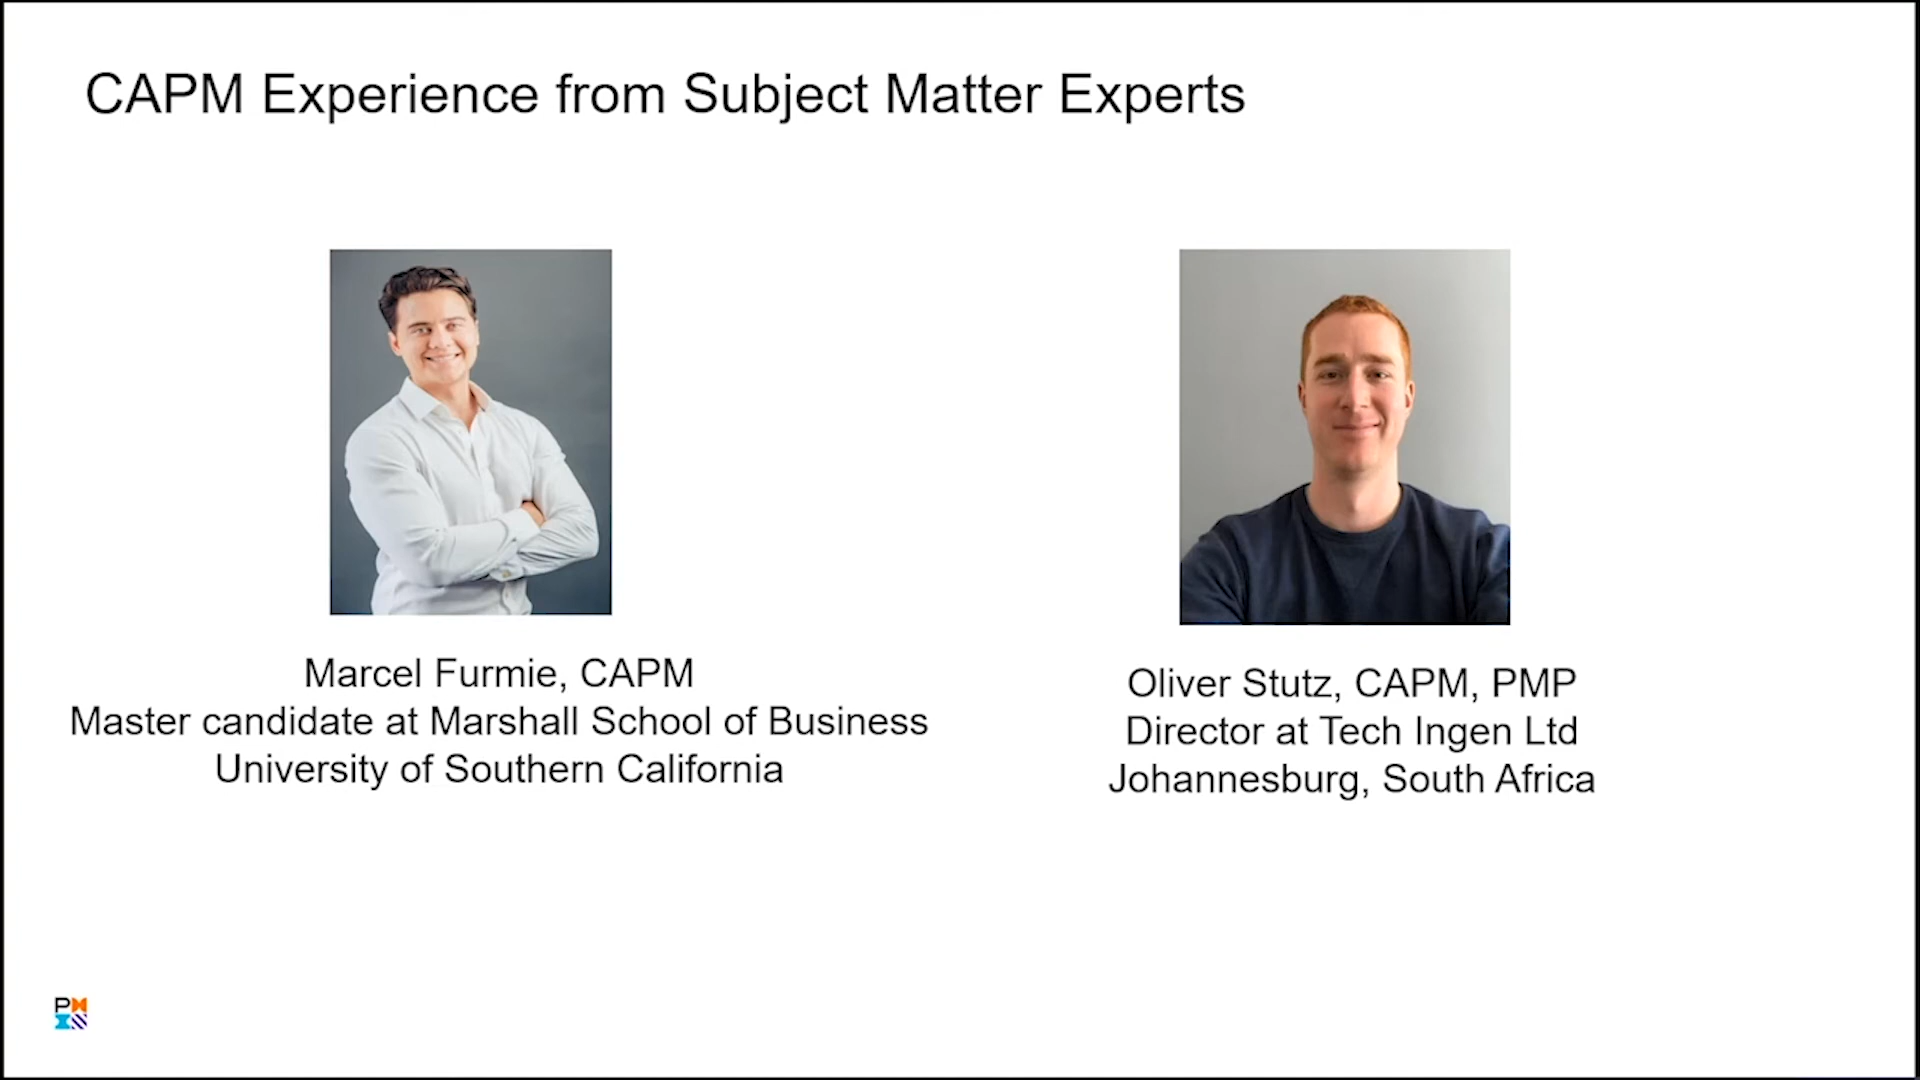 CAPM Experience from Subject Matter Experts
Marcel Furmie, CAPM
Master candidate at Marshall School of Business
University of Southern California
Oliver Stutz, CAPM, PMP
Director at Tech Ingen Ltd
Johannesburg, South Africa